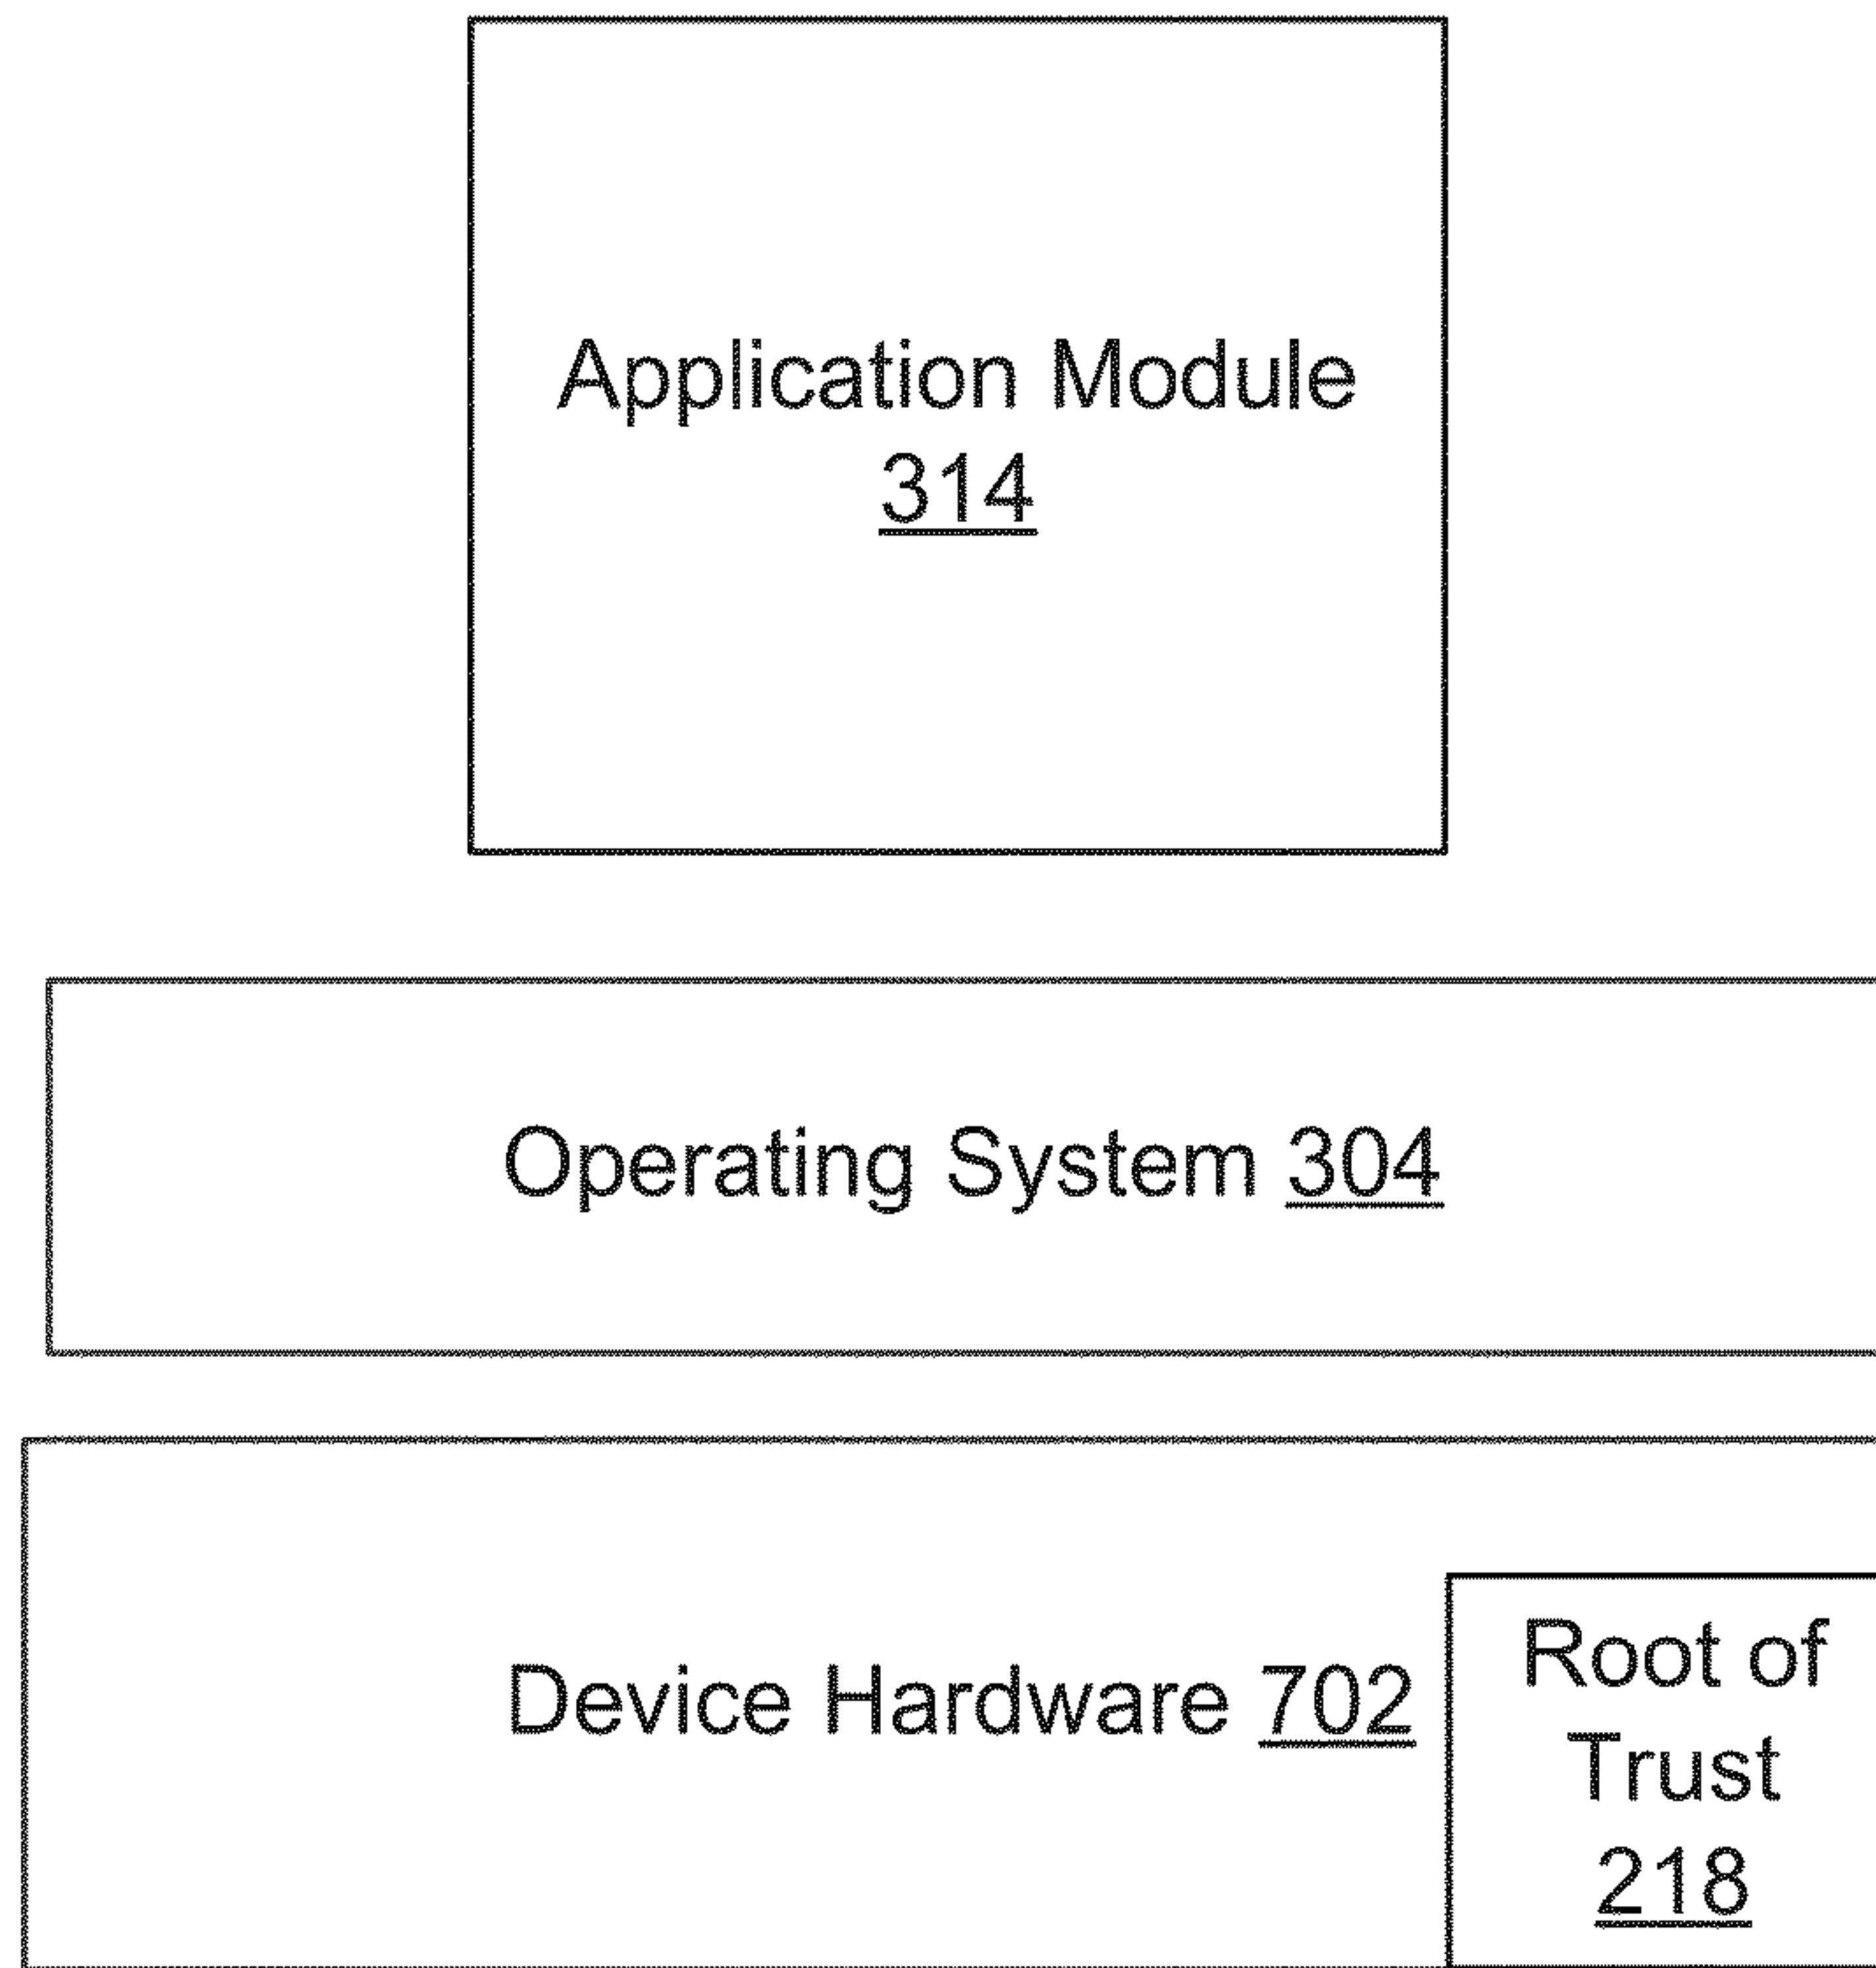 Application Module
314
Operating System 304
Device Hardware 702
Root of
Trust
218